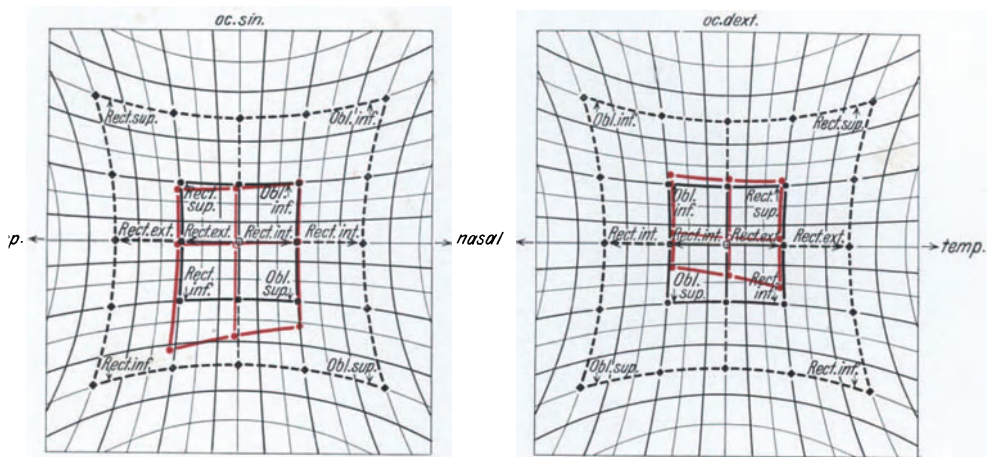 oc.sin.
Rect.sup.
Obl.inf.
Rect.
sup.
Obl.
inf.
p.
Rect.ext.
Rect.ext.
Rect.int.
Rect.int.
nasal
Rect.
inf.
Obl.
sup.
Rect.inf.
Obl.sup.
oc.dext.
Obl.inf.
Rect.sup.
Obl.
inf.
Rect.
sup.
Rect.int.
Rect.int.
Rect.ext.
Rect.ext.
temp.
Obl.
sup.
Rect.
inf.
Obl.sup.
Rect.inf.